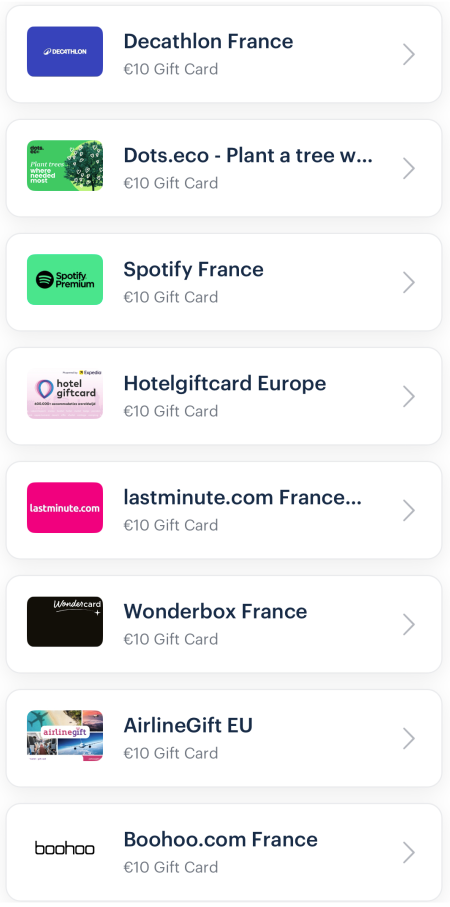 DECATHLON
Decathlon France
€10 Gift Card
dots.
eco
Plant trees
where
needed
most
Dots.eco - Plant a tree w...
€10 Gift Card
Spotify
Premium
Spotify France
€10 Gift Card
Expedia
hotel
giftcard
Hotelgiftcard Europe
€10 Gift Card
lastminute.com
lastminute.com France...
€10 Gift Card
Wondercard
Wonderbox France
€10 Gift Card
airlinegift
AirlineGift EU
€10 Gift Card
boohoo
Boohoo.com France
€10 Gift Card